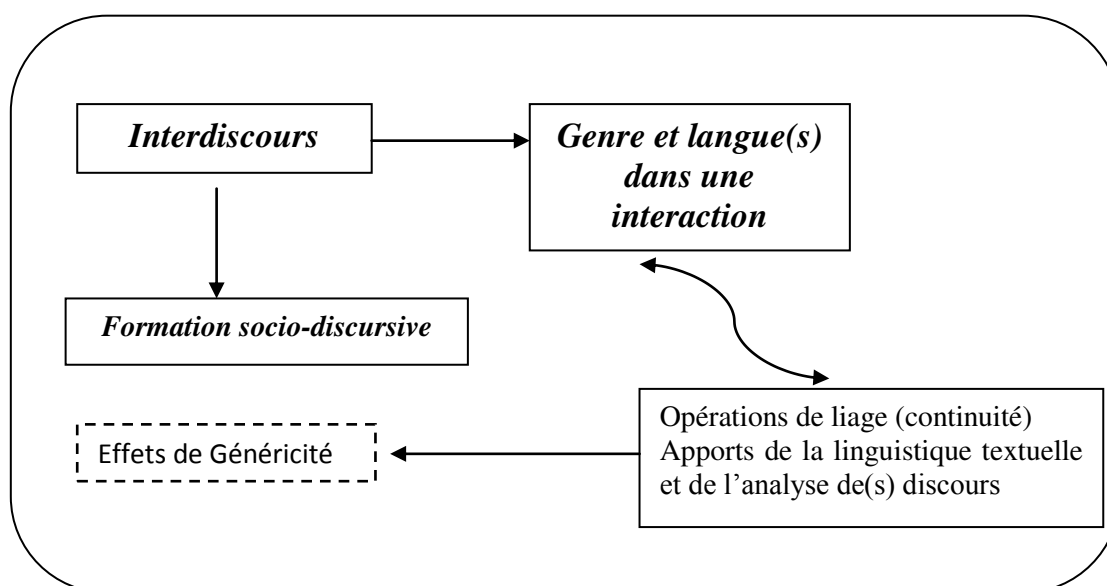 Interdiscours
Genre et langue(s)
dans une
interaction
Formation socio-discursive
Effets de Généricité
Opérations de liage (continuité)
Apports de la linguistique textuelle
et de l’analyse de(s) discours